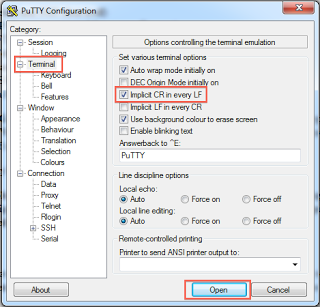 PuTTY Configuration
Category:
Session
Logging
Terminal
Keyboard
Bell
Features
Window
Appearance
Behaviour
Translation
Selection
Colours
Connection
Data
Proxy
Telnet
Rlogin
SSH
Serial
Options controlling the terminal emulation
Set various terminal options
Auto wrap mode initially on
DEC Origin Mode initially on
Implicit CR in every LF
Implicit LF in every CR
Use background colour to erase screen
Enable blinking text
Answerback to ^E:
PuTTY
Line discipline options
Local echo:
Auto Force on Force off
Local line editing:
Auto Force on Force off
Remote-controlled printing
Printer to send ANSI printer output to:
About Open Cancel